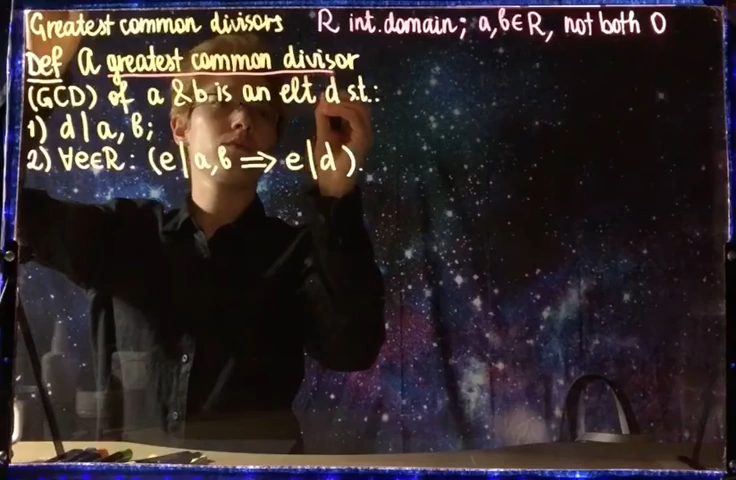 Greatest common divisors R int. domain; a,b∈R, not both 0
Def A greatest common divisor
(GCD) of a & b is an elt d s.t.:
1) d | a, b;
2) ∀e∈R: (e | a, b ⟹ e | d).